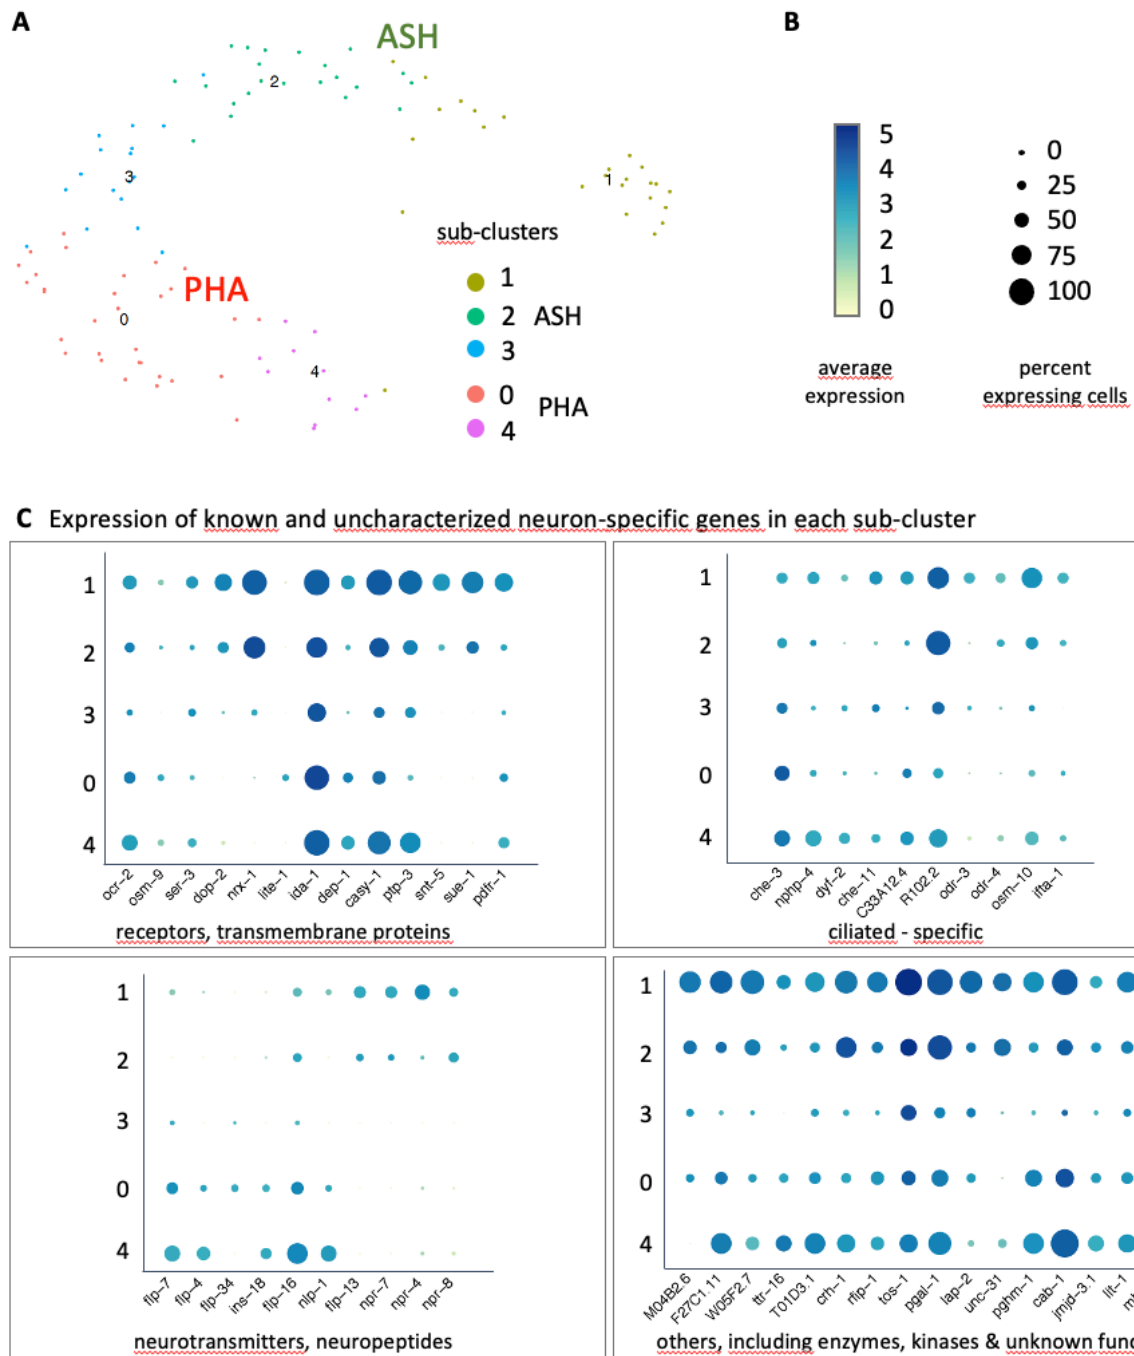 A
B
ASH
2
3
1
sub-clusters
PHA
0
4
1
2 ASH
3
0
PHA
4
5
4
3
2
1
0
average
expression
0
25
50
75
100
percent
expressing cells
C Expression of known and uncharacterized neuron-specific genes in each sub-cluster
1
2
3
0
4
ocr-2 osm-9 ser-3 dop-2 nrx-1 lite-1 ida-1 dep-1 casy-1 ptp-3 snt-5 sue-1 pdfr-1
receptors, transmembrane proteins
1
2
3
0
4
che-3 nphp-4 dyf-2 che-11 C33A12.4 R102.2 odr-3 odr-4 osm-10 ifta-1
ciliated - specific
1
2
3
0
4
flp-7 flp-4 flp-34 ins-18 flp-16 nlp-1 flp-13 npr-7 npr-4 npr-8
neurotransmitters, neuropeptides
1
2
3
0
4
M04B2.6 F27C1.11 W05F2.7 ttr-16 T01D3.1 crh-1 rfip-1 tos-1 pgal-1 lap-2 unc-31 pghm-1 cab-1 jmjd-3.1 lit-1
others, including enzymes, kinases & unknown func